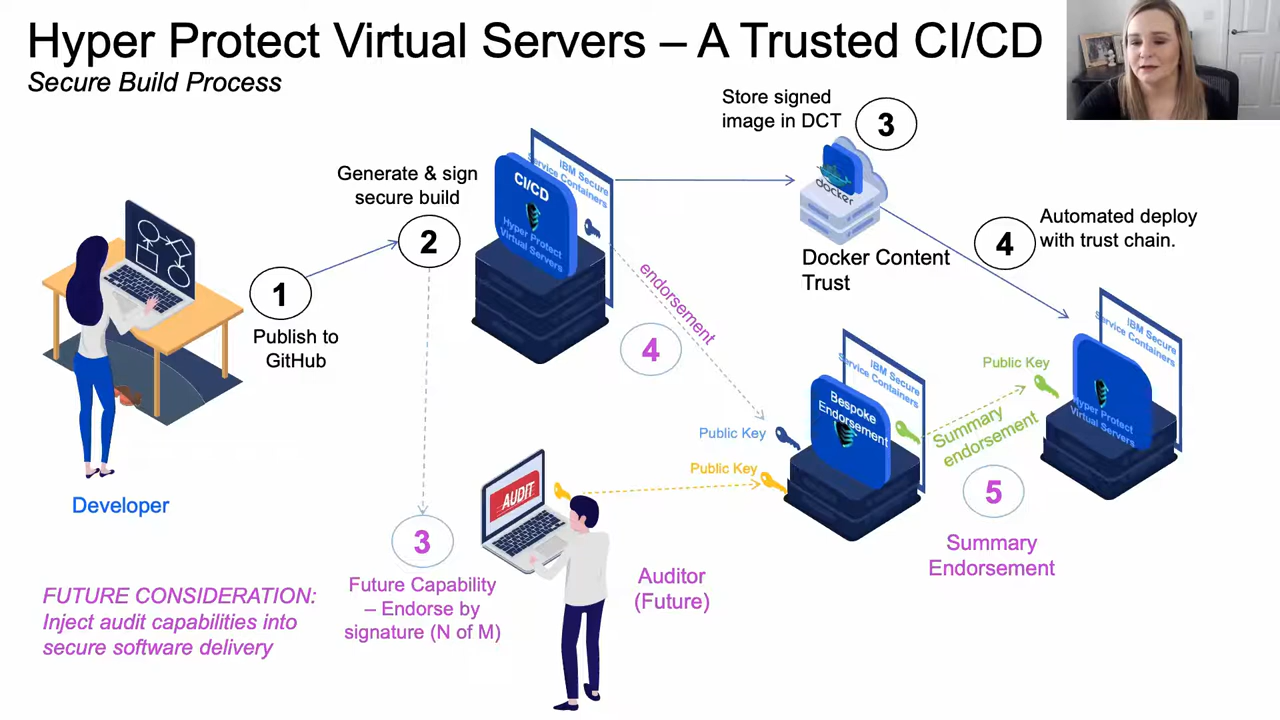 Hyper Protect Virtual Servers – A Trusted CI/CD
Secure Build Process
Store signed
image in DCT
3
Generate & sign
secure build
2
IBM Secure
Service Containers
CI/CD
Hyper Protect
Virtual Servers
docker
Docker Content
Trust
4
Automated deploy
with trust chain.
1
Publish to
GitHub
endorsement
4
IBM Secure
Service Containers
Hyper Protect
Virtual Servers
Public Key
IBM Secure
Service Containers
Bespoke
Endorsement
Public Key
Public Key
Summary
endorsement
5
Summary
Endorsement
Developer
AUDIT
3
Future Capability
– Endorse by
signature (N of M)
Auditor
(Future)
FUTURE CONSIDERATION:
Inject audit capabilities into
secure software delivery